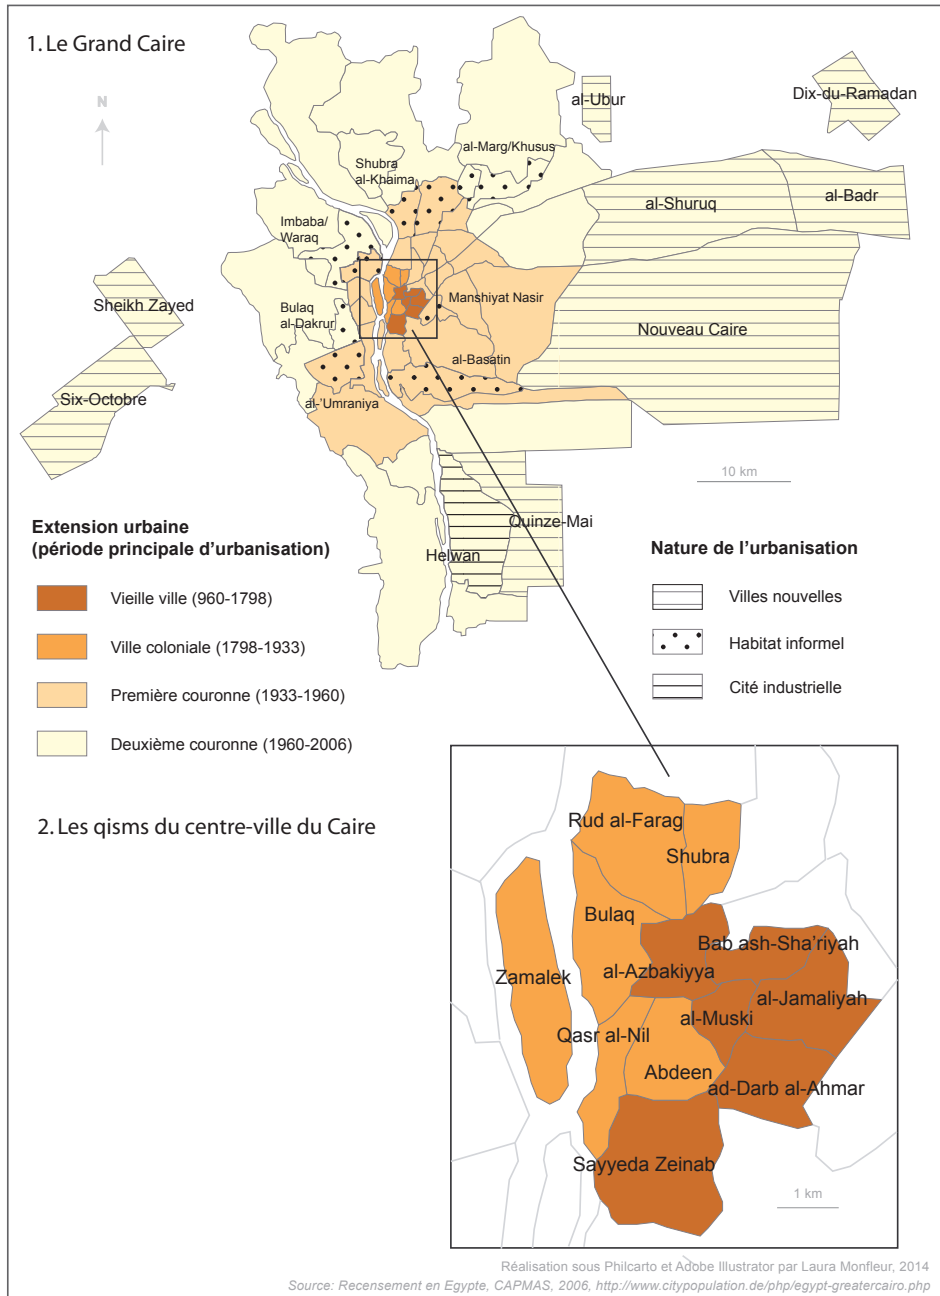 1. Le Grand Caire
N
al-Ubur
Dix-du-Ramadan
al-Marg/Khusus
Shubra
al-Khaima
al-Shuruq
al-Badr
Imbaba/
Waraq
Sheikh Zayed
Bulaq
al-Dakrur
Manshiyat Nasir
Nouveau Caire
al-Basatin
Six-Octobre
al-'Umraniya
10 km
Quinze-Mai
Helwan
Extension urbaine
(période principale d'urbanisation)
Vieille ville (960-1798)
Ville coloniale (1798-1933)
Première couronne (1933-1960)
Deuxième couronne (1960-2006)
Nature de l'urbanisation
Villes nouvelles
Habitat informel
Cité industrielle
2. Les qisms du centre-ville du Caire
Rud al-Farag
Shubra
Bulaq
Bab ash-Sha'riyah
Zamalek
al-Azbakiyya
al-Jamaliyah
al-Muski
Qasr al-Nil
Abdeen
ad-Darb al-Ahmar
Sayyeda Zeinab
1 km
Réalisation sous Philcarto et Adobe Illustrator par Laura Monfleur, 2014
Source: Recensement en Egypte, CAPMAS, 2006, http://www.citypopulation.de/php/egypt-greatercairo.php